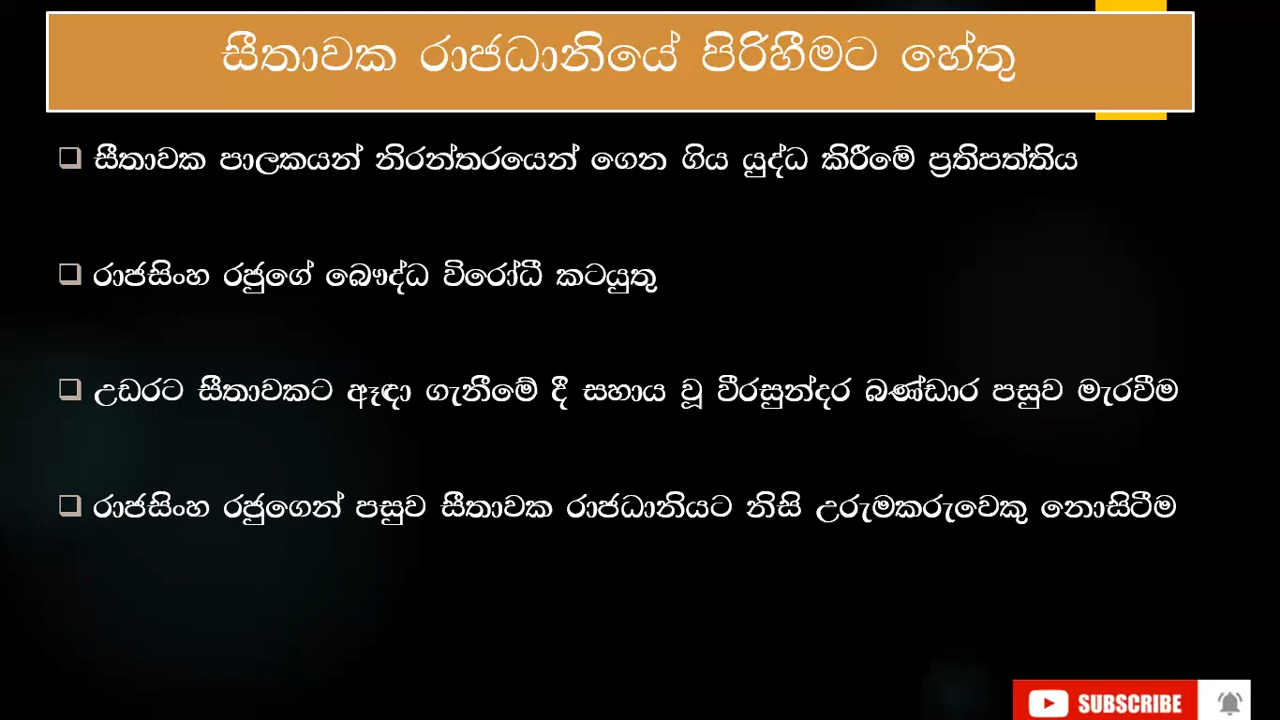 සීතාවක රාජධානියේ පිරිහීමට හේතු
සීතාවක පාලකයන් නිරන්තරයෙන් ගෙන ගිය යුද්ධ කිරීමේ ප්‍රතිපත්තිය
රාජසිංහ රජුගේ බෞද්ධ විරෝධී කටයුතු
උඩරට සීතාවකට ඈඳා ගැනීමේ දී සහාය වූ වීරසුන්දර බණ්ඩාර පසුව මැරවීම
රාජසිංහ රජුගෙන් පසුව සීතාවක රාජධානියට නිසි උරුමකරුවෙකු නොසිටීම
SUBSCRIBE